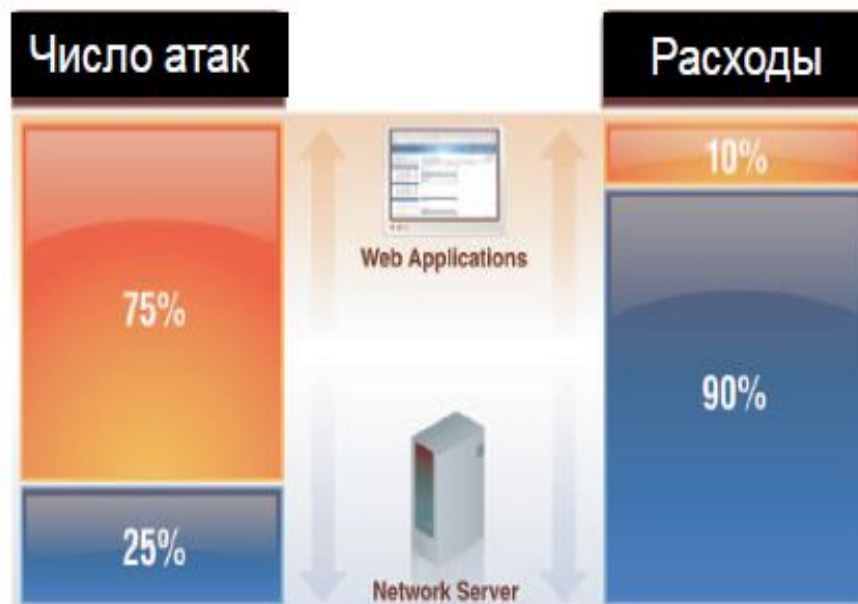 Число атак
Расходы
10%
Web Applications
75%
90%
25%
Network Server